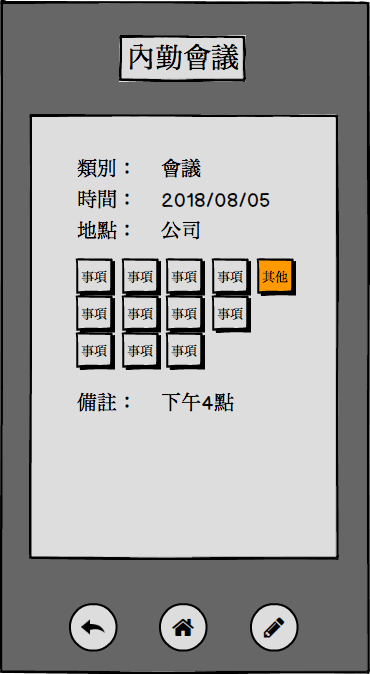 內勤會議
類別： 會議
時間： 2018/08/05
地點： 公司
事項 事項 事項 事項 其他
事項 事項 事項 事項
事項 事項 事項
備註： 下午4點